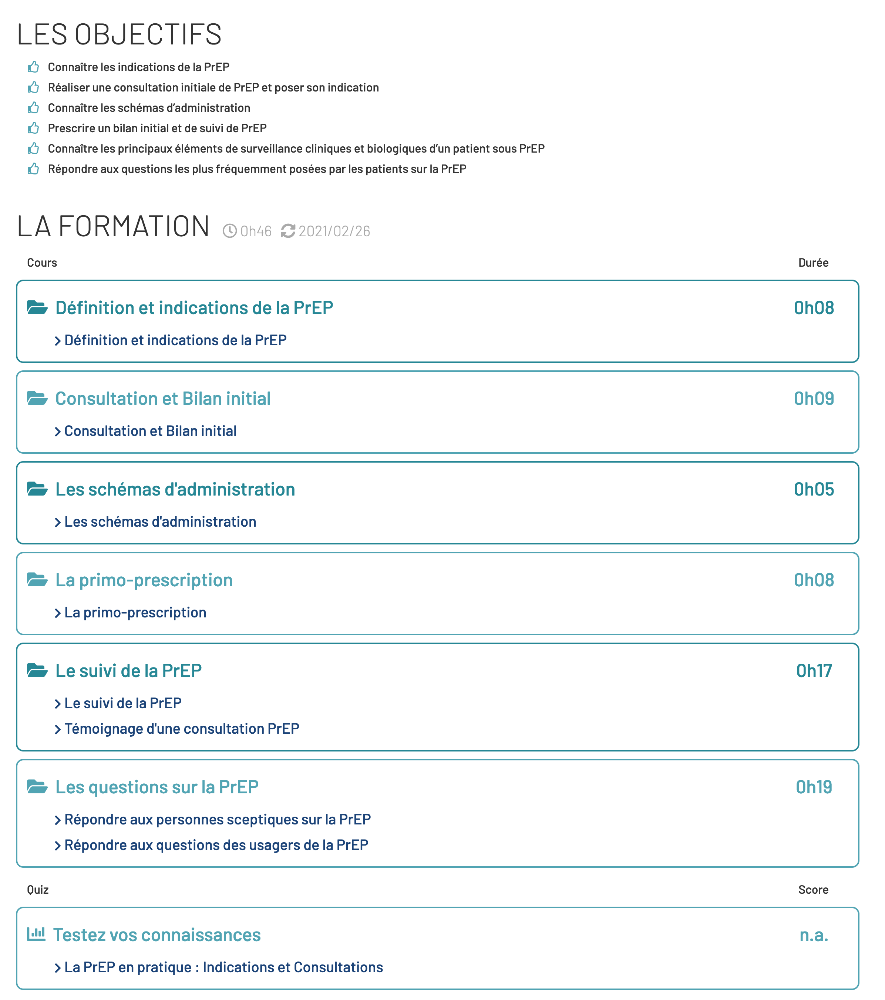 LES OBJECTIFS
Connaître les indications de la PrEP
Réaliser une consultation initiale de PrEP et poser son indication
Connaître les schémas d’administration
Prescrire un bilan initial et de suivi de PrEP
Connaître les principaux éléments de surveillance cliniques et biologiques d’un patient sous PrEP
Répondre aux questions les plus fréquemment posées par les patients sur la PrEP
LA FORMATION 0h46 2021/02/26
Cours Durée
Définition et indications de la PrEP 0h08
Définition et indications de la PrEP
Consultation et Bilan initial 0h09
Consultation et Bilan initial
Les schémas d'administration 0h05
Les schémas d'administration
La primo-prescription 0h08
La primo-prescription
Le suivi de la PrEP 0h17
Le suivi de la PrEP
Témoignage d'une consultation PrEP
Les questions sur la PrEP 0h19
Répondre aux personnes sceptiques sur la PrEP
Répondre aux questions des usagers de la PrEP
Quiz Score
Testez vos connaissances n.a.
La PrEP en pratique : Indications et Consultations